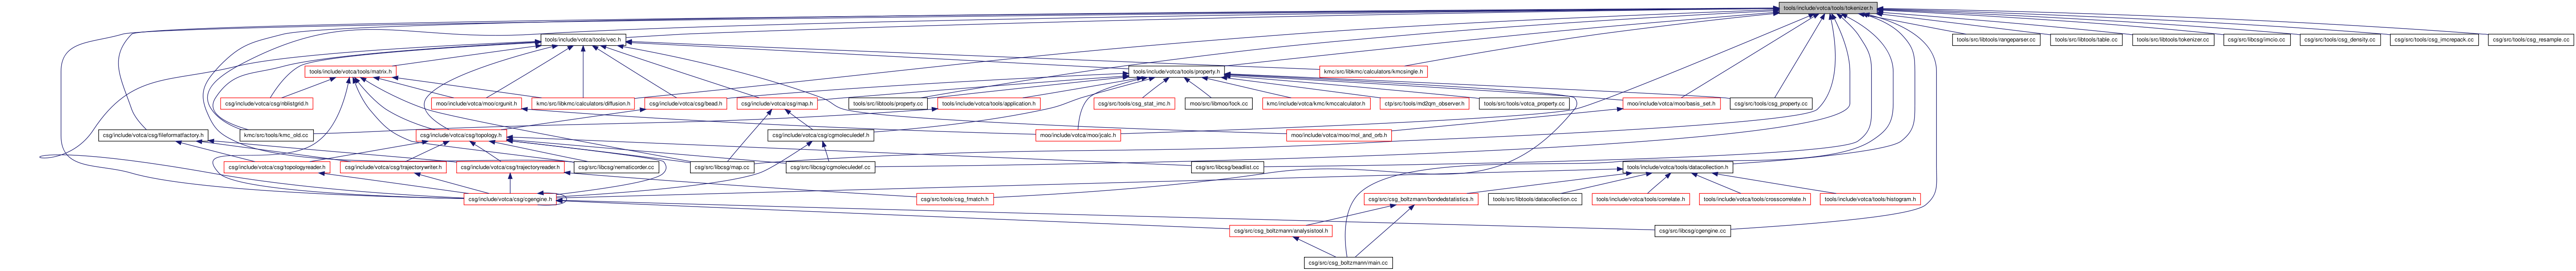 tools/include/votca/tools/tokenizer.h
tools/include/votca/tools/vec.h
tools/src/libtools/rangeparser.cc
tools/src/libtools/table.cc
tools/src/libtools/tokenizer.cc
csg/src/libcsg/imcio.cc
csg/src/tools/csg_density.cc
csg/src/tools/csg_imcrepack.cc
csg/src/tools/csg_resample.cc
tools/include/votca/tools/matrix.h
tools/include/votca/tools/property.h
kmc/src/libkmc/calculators/kmcsingle.h
csg/include/votca/csg/nblistgrid.h
moo/include/votca/moo/crgunit.h
kmc/src/libkmc/calculators/diffusion.h
csg/include/votca/csg/bead.h
csg/include/votca/csg/map.h
tools/src/libtools/property.cc
tools/include/votca/tools/application.h
csg/src/tools/csg_stat_imc.h
moo/src/libmoo/fock.cc
kmc/include/votca/kmc/kmccalculator.h
ctp/src/tools/md2qm_observer.h
tools/src/tools/votca_property.cc
moo/include/votca/moo/basis_set.h
csg/src/tools/csg_property.cc
csg/include/votca/csg/fileformatfactory.h
kmc/src/tools/kmc_old.cc
csg/include/votca/csg/topology.h
csg/include/votca/csg/cgmoleculedef.h
moo/include/votca/moo/jcalc.h
moo/include/votca/moo/mol_and_orb.h
csg/include/votca/csg/topologyreader.h
csg/include/votca/csg/trajectorywriter.h
csg/include/votca/csg/trajectoryreader.h
csg/src/libcsg/nematicorder.cc
csg/src/libcsg/map.cc
csg/src/libcsg/cgmoleculedef.cc
csg/src/libcsg/beadlist.cc
tools/include/votca/tools/datacollection.h
csg/include/votca/csg/cgengine.h
csg/src/tools/csg_fmatch.h
csg/src/csg_boltzmann/bondedstatistics.h
tools/src/libtools/datacollection.cc
tools/include/votca/tools/correlate.h
tools/include/votca/tools/crosscorrelate.h
tools/include/votca/tools/histogram.h
csg/src/csg_boltzmann/analysistool.h
csg/src/libcsg/cgengine.cc
csg/src/csg_boltzmann/main.cc